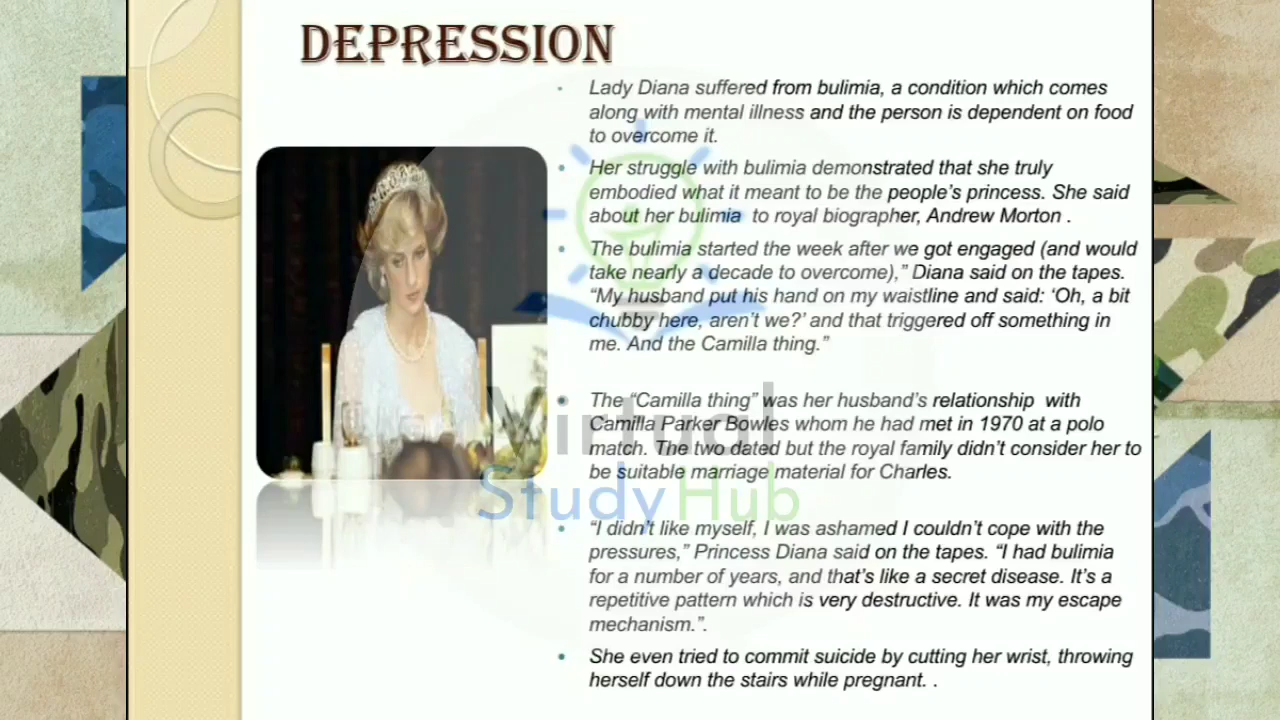 DEPRESSION
Lady Diana suffered from bulimia, a condition which comes
along with mental illness and the person is dependent on food
to overcome it.
Her struggle with bulimia demonstrated that she truly
embodied what it meant to be the people’s princess. She said
about her bulimia to royal biographer, Andrew Morton .
The bulimia started the week after we got engaged (and would
take nearly a decade to overcome),” Diana said on the tapes.
“My husband put his hand on my waistline and said: ‘Oh, a bit
chubby here, aren’t we?’ and that triggered off something in
me. And the Camilla thing.”
The “Camilla thing” was her husband’s relationship with
Camilla Parker Bowles whom he had met in 1970 at a polo
match. The two dated but the royal family didn’t consider her to
be suitable marriage material for Charles.
“I didn’t like myself, I was ashamed I couldn’t cope with the
pressures,” Princess Diana said on the tapes. “I had bulimia
for a number of years, and that’s like a secret disease. It’s a
repetitive pattern which is very destructive. It was my escape
mechanism.”.
She even tried to commit suicide by cutting her wrist, throwing
herself down the stairs while pregnant. .
Virtual
Study Hub